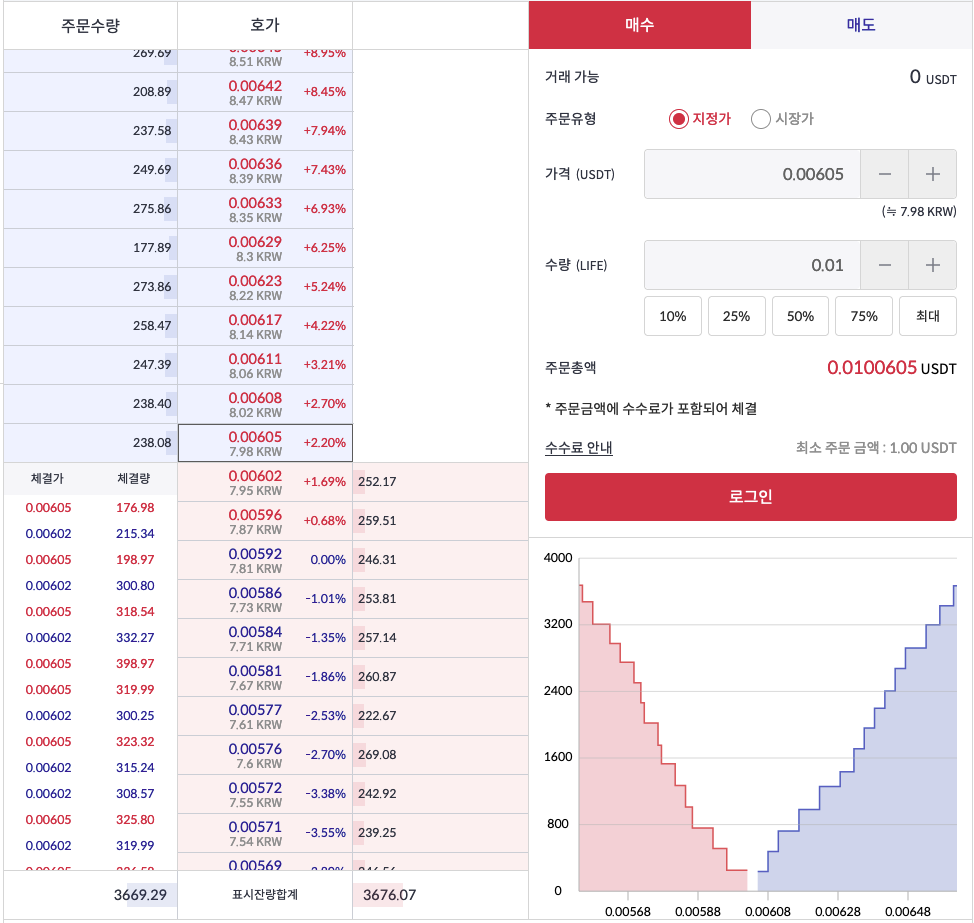 주문수량 호가
269.69 +8.95%
8.51 KRW
208.89 0.00642 +8.45%
8.47 KRW
237.58 0.00639 +7.94%
8.43 KRW
249.69 0.00636 +7.43%
8.39 KRW
275.86 0.00633 +6.93%
8.35 KRW
177.89 0.00629 +6.25%
8.3 KRW
273.86 0.00623 +5.24%
8.22 KRW
258.47 0.00617 +4.22%
8.14 KRW
247.39 0.00611 +3.21%
8.06 KRW
238.40 0.00608 +2.70%
8.02 KRW
238.08 0.00605 +2.20%
7.98 KRW
0.00602 +1.69% 252.17
7.95 KRW
0.00596 +0.68% 259.51
7.87 KRW
0.00592 0.00% 246.31
7.81 KRW
0.00586 -1.01% 253.81
7.73 KRW
0.00584 -1.35% 257.14
7.71 KRW
0.00581 -1.86% 260.87
7.67 KRW
0.00577 -2.53% 222.67
7.61 KRW
0.00576 -2.70% 269.08
7.6 KRW
0.00572 -3.38% 242.92
7.55 KRW
0.00571 -3.55% 239.25
7.54 KRW
0.00569
체결가 체결량
0.00605 176.98
0.00602 215.34
0.00605 198.97
0.00602 300.80
0.00605 318.54
0.00602 332.27
0.00605 398.97
0.00605 319.99
0.00602 300.25
0.00605 323.32
0.00602 315.24
0.00602 308.57
0.00605 325.80
0.00602 319.99
3669.29 표시잔량합계 3676.07
매수 매도
거래 가능 0 USDT
주문유형 지정가 시장가
가격 (USDT) 0.00605 − +
(≒ 7.98 KRW)
수량 (LIFE) 0.01 − +
10% 25% 50% 75% 최대
주문총액 0.0100605 USDT
* 주문금액에 수수료가 포함되어 체결
수수료 안내 최소 주문 금액 : 1.00 USDT
로그인
4000
3200
2400
1600
800
0
0.00568 0.00588 0.00608 0.00628 0.00648